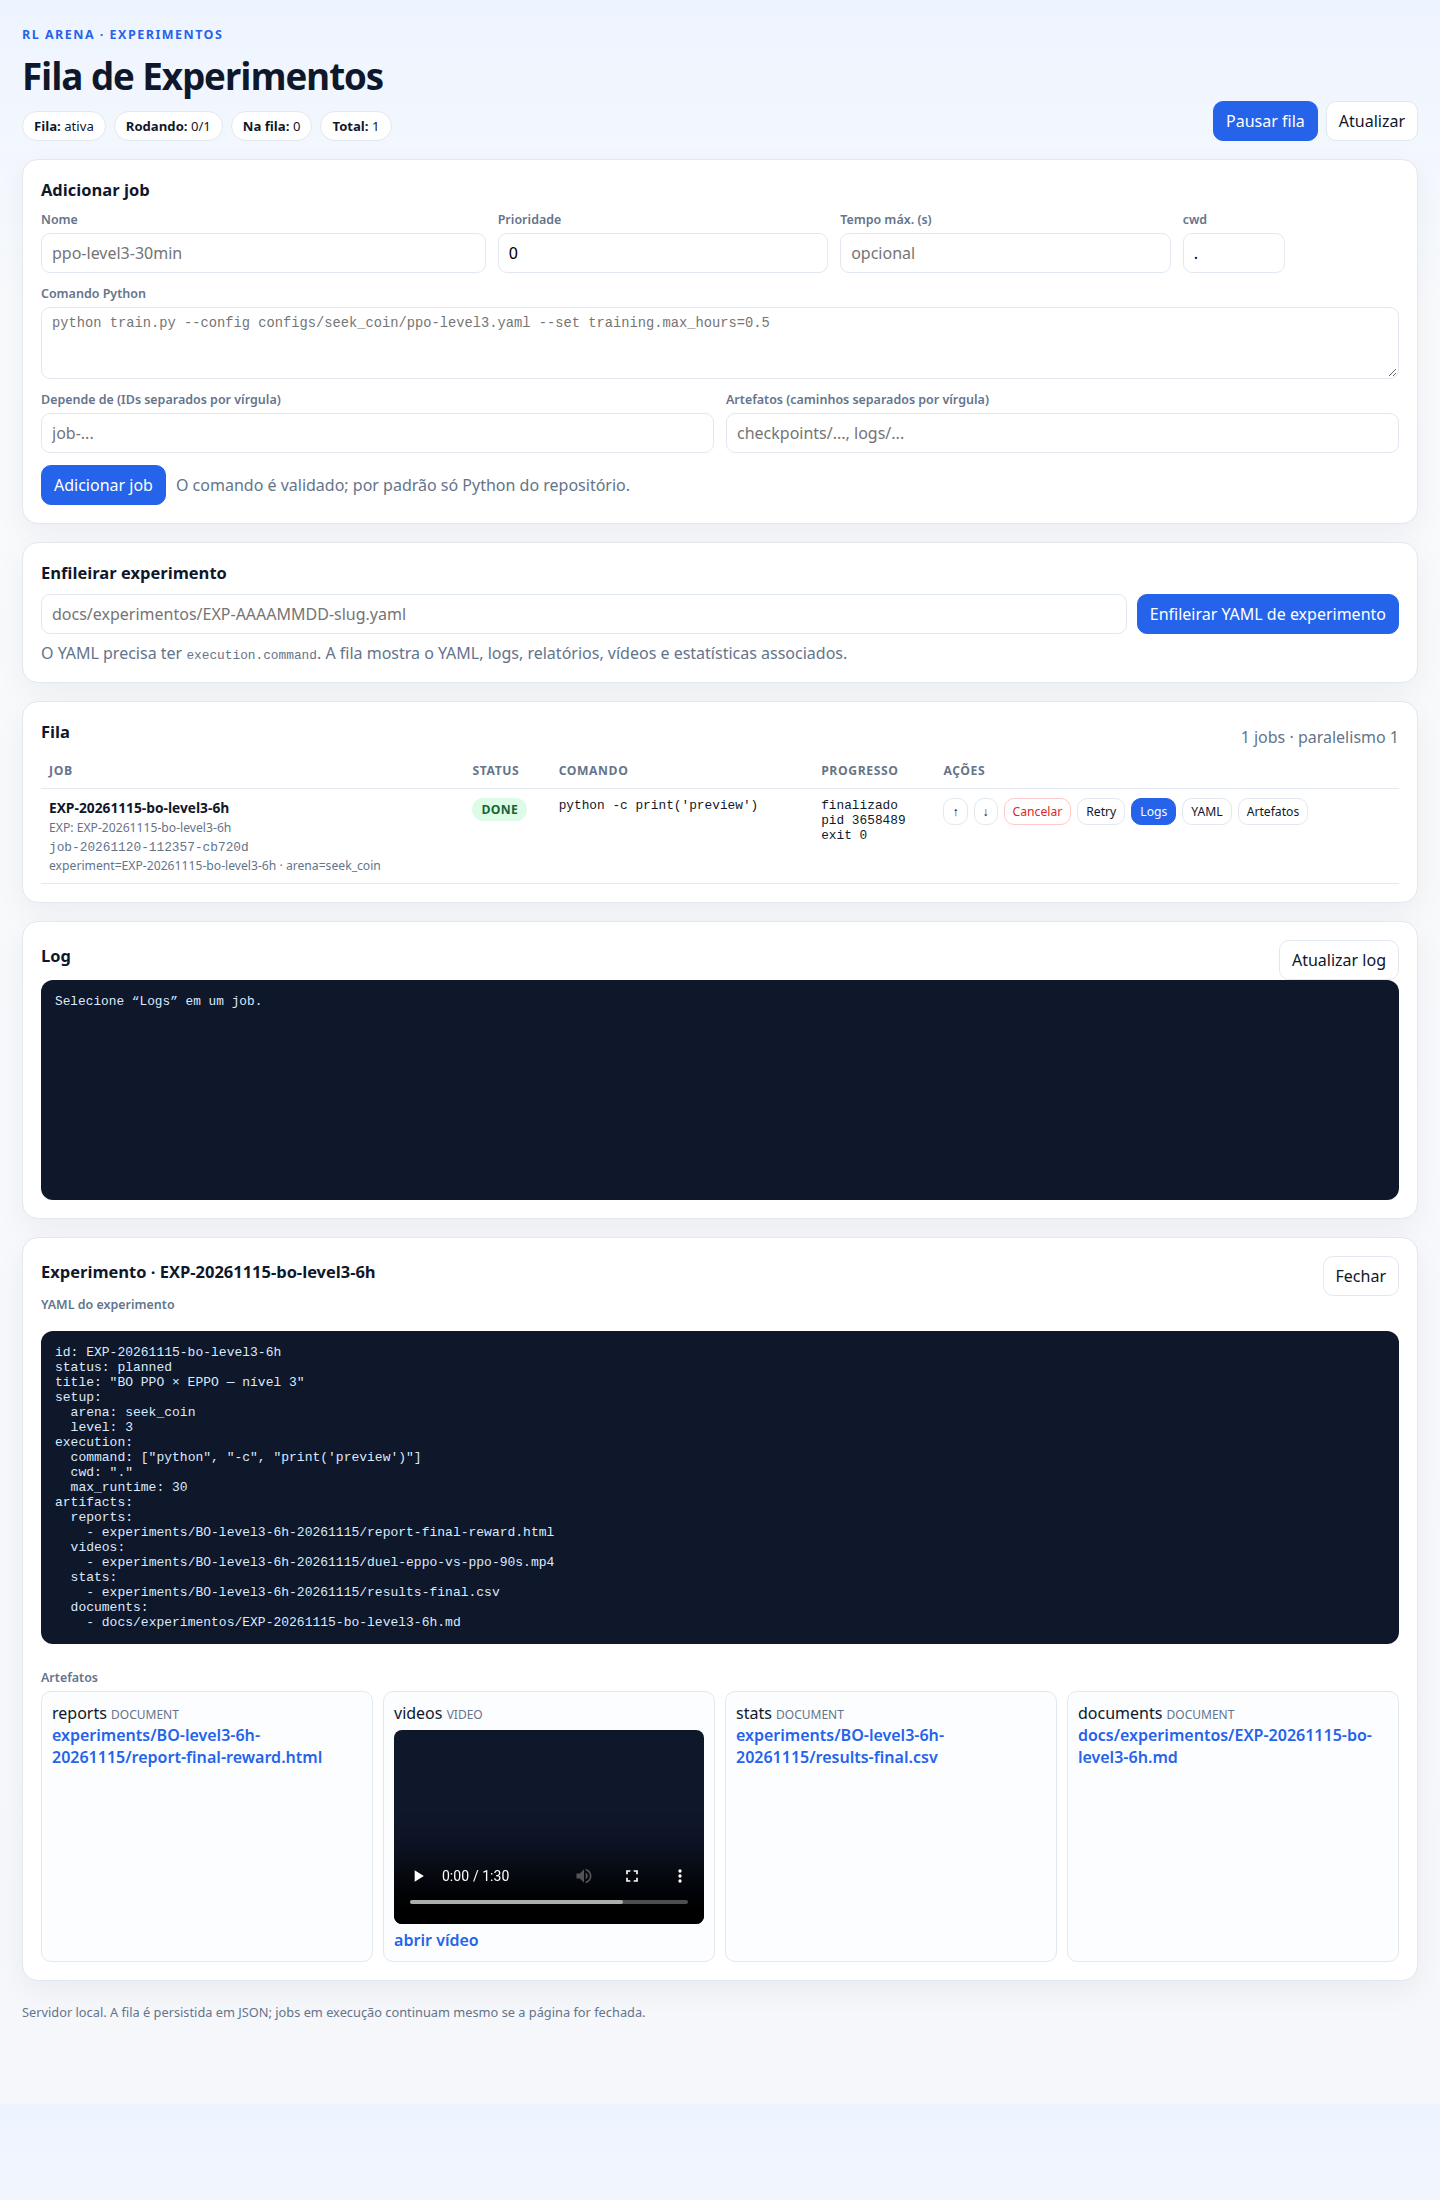 RL ARENA · EXPERIMENTOS
Fila de Experimentos
Fila: ativa
Rodando: 0/1
Na fila: 0
Total: 1
Pausar fila
Atualizar
Adicionar job
Nome
Prioridade
Tempo máx. (s)
cwd
ppo-level3-30min
0
opcional
.
Comando Python
python train.py --config configs/seek_coin/ppo-level3.yaml --set training.max_hours=0.5
Depende de (IDs separados por vírgula)
Artefatos (caminhos separados por vírgula)
job-...
checkpoints/..., logs/...
Adicionar job
O comando é validado; por padrão só Python do repositório.
Enfileirar experimento
docs/experimentos/EXP-AAAAMMDD-slug.yaml
Enfileirar YAML de experimento
O YAML precisa ter execution.command. A fila mostra o YAML, logs, relatórios, vídeos e estatísticas associados.
Fila
1 jobs · paralelismo 1
JOB
STATUS
COMANDO
PROGRESSO
AÇÕES
EXP-20261115-bo-level3-6h
EXP: EXP-20261115-bo-level3-6h
job-20261120-112357-cb720d
experiment=EXP-20261115-bo-level3-6h · arena=seek_coin
DONE
python -c print('preview')
finalizado
pid 3658489
exit 0
↑
↓
Cancelar
Retry
Logs
YAML
Artefatos
Log
Atualizar log
Selecione “Logs” em um job.
Experimento · EXP-20261115-bo-level3-6h
Fechar
YAML do experimento
id: EXP-20261115-bo-level3-6h
status: planned
title: "BO PPO × EPPO — nível 3"
setup:
  arena: seek_coin
  level: 3
execution:
  command: ["python", "-c", "print('preview')"]
  cwd: "."
  max_runtime: 30
artifacts:
  reports:
    - experiments/BO-level3-6h-20261115/report-final-reward.html
  videos:
    - experiments/BO-level3-6h-20261115/duel-eppo-vs-ppo-90s.mp4
  stats:
    - experiments/BO-level3-6h-20261115/results-final.csv
  documents:
    - docs/experimentos/EXP-20261115-bo-level3-6h.md
Artefatos
reports DOCUMENT
experiments/BO-level3-6h-
20261115/report-final-reward.html
videos VIDEO
0:00 / 1:30
abrir vídeo
stats DOCUMENT
experiments/BO-level3-6h-
20261115/results-final.csv
documents DOCUMENT
docs/experimentos/EXP-20261115-bo-
level3-6h.md
Servidor local. A fila é persistida em JSON; jobs em execução continuam mesmo se a página for fechada.